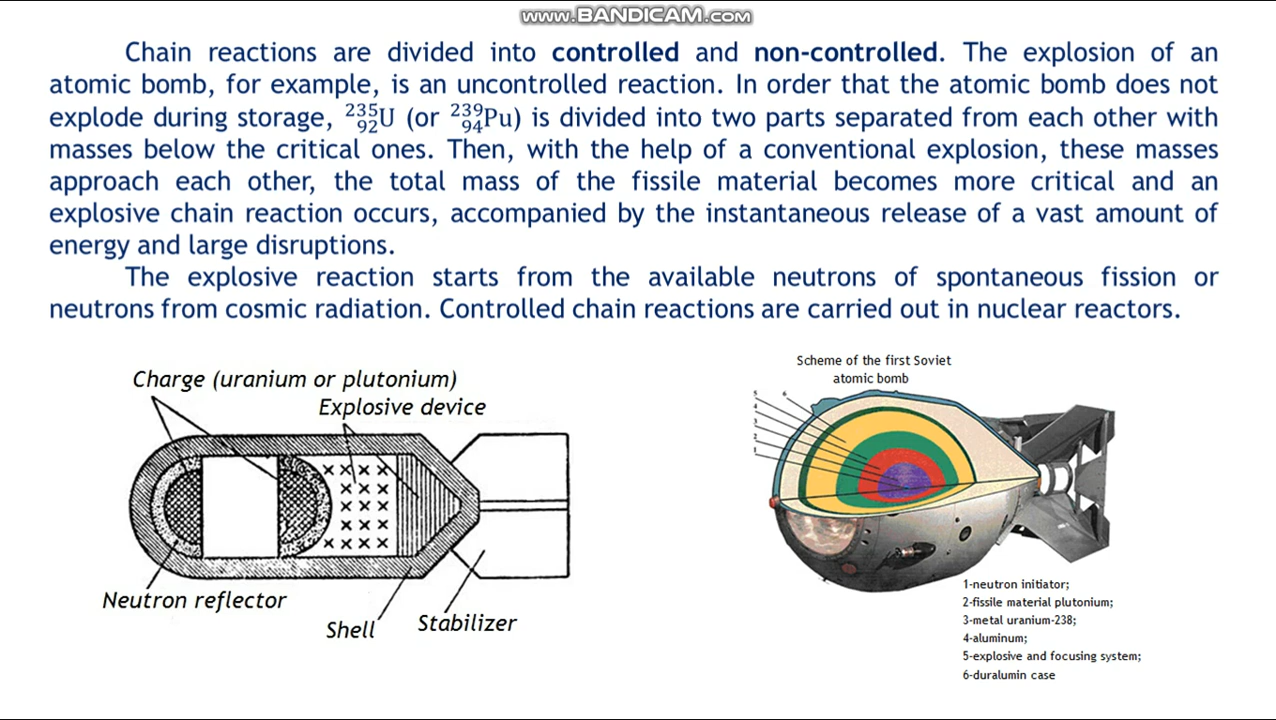 www.BANDICAM.com
Chain reactions are divided into controlled and non-controlled. The explosion of an
atomic bomb, for example, is an uncontrolled reaction. In order that the atomic bomb does not
explode during storage, ²³⁵₉₂U (or ²³⁹₉₄Pu) is divided into two parts separated from each other with
masses below the critical ones. Then, with the help of a conventional explosion, these masses
approach each other, the total mass of the fissile material becomes more critical and an
explosive chain reaction occurs, accompanied by the instantaneous release of a vast amount of
energy and large disruptions.
The explosive reaction starts from the available neutrons of spontaneous fission or
neutrons from cosmic radiation. Controlled chain reactions are carried out in nuclear reactors.
Charge (uranium or plutonium)
Explosive device
Neutron reflector
Shell
Stabilizer
Scheme of the first Soviet
atomic bomb
5
6
4
3
2
1
1-neutron initiator;
2-fissile material plutonium;
3-metal uranium-238;
4-aluminum;
5-explosive and focusing system;
6-duralumin case